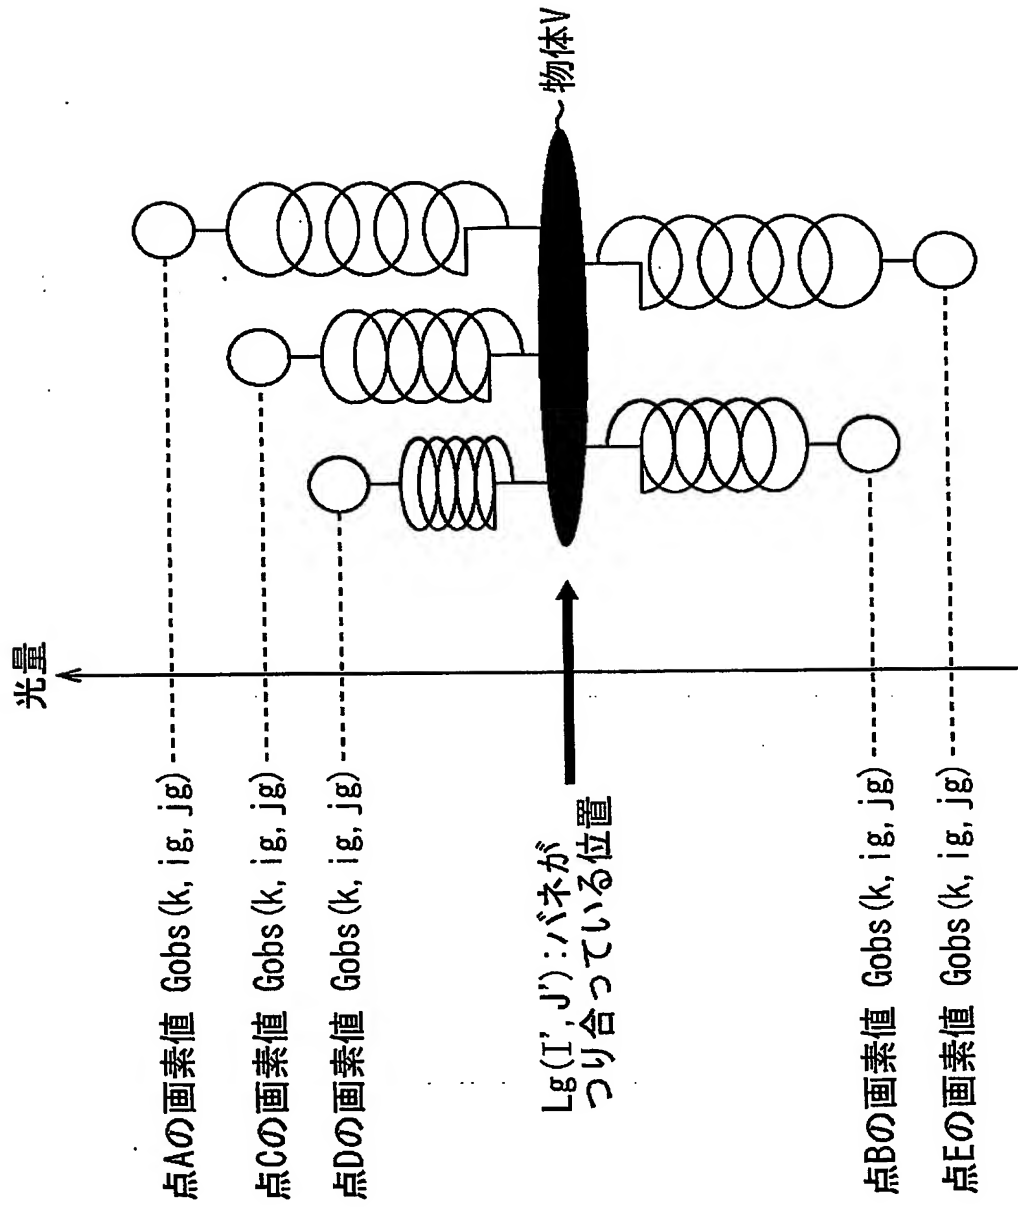 光量
点Aの画素値 Gobs(k, ig, jg)
点Cの画素値 Gobs(k, ig, jg)
点Dの画素値 Gobs(k, ig, jg)
Lg(I', J'):バネが
つり合っている位置
物体V
点Bの画素値 Gobs(k, ig, jg)
点Eの画素値 Gobs(k, ig, jg)